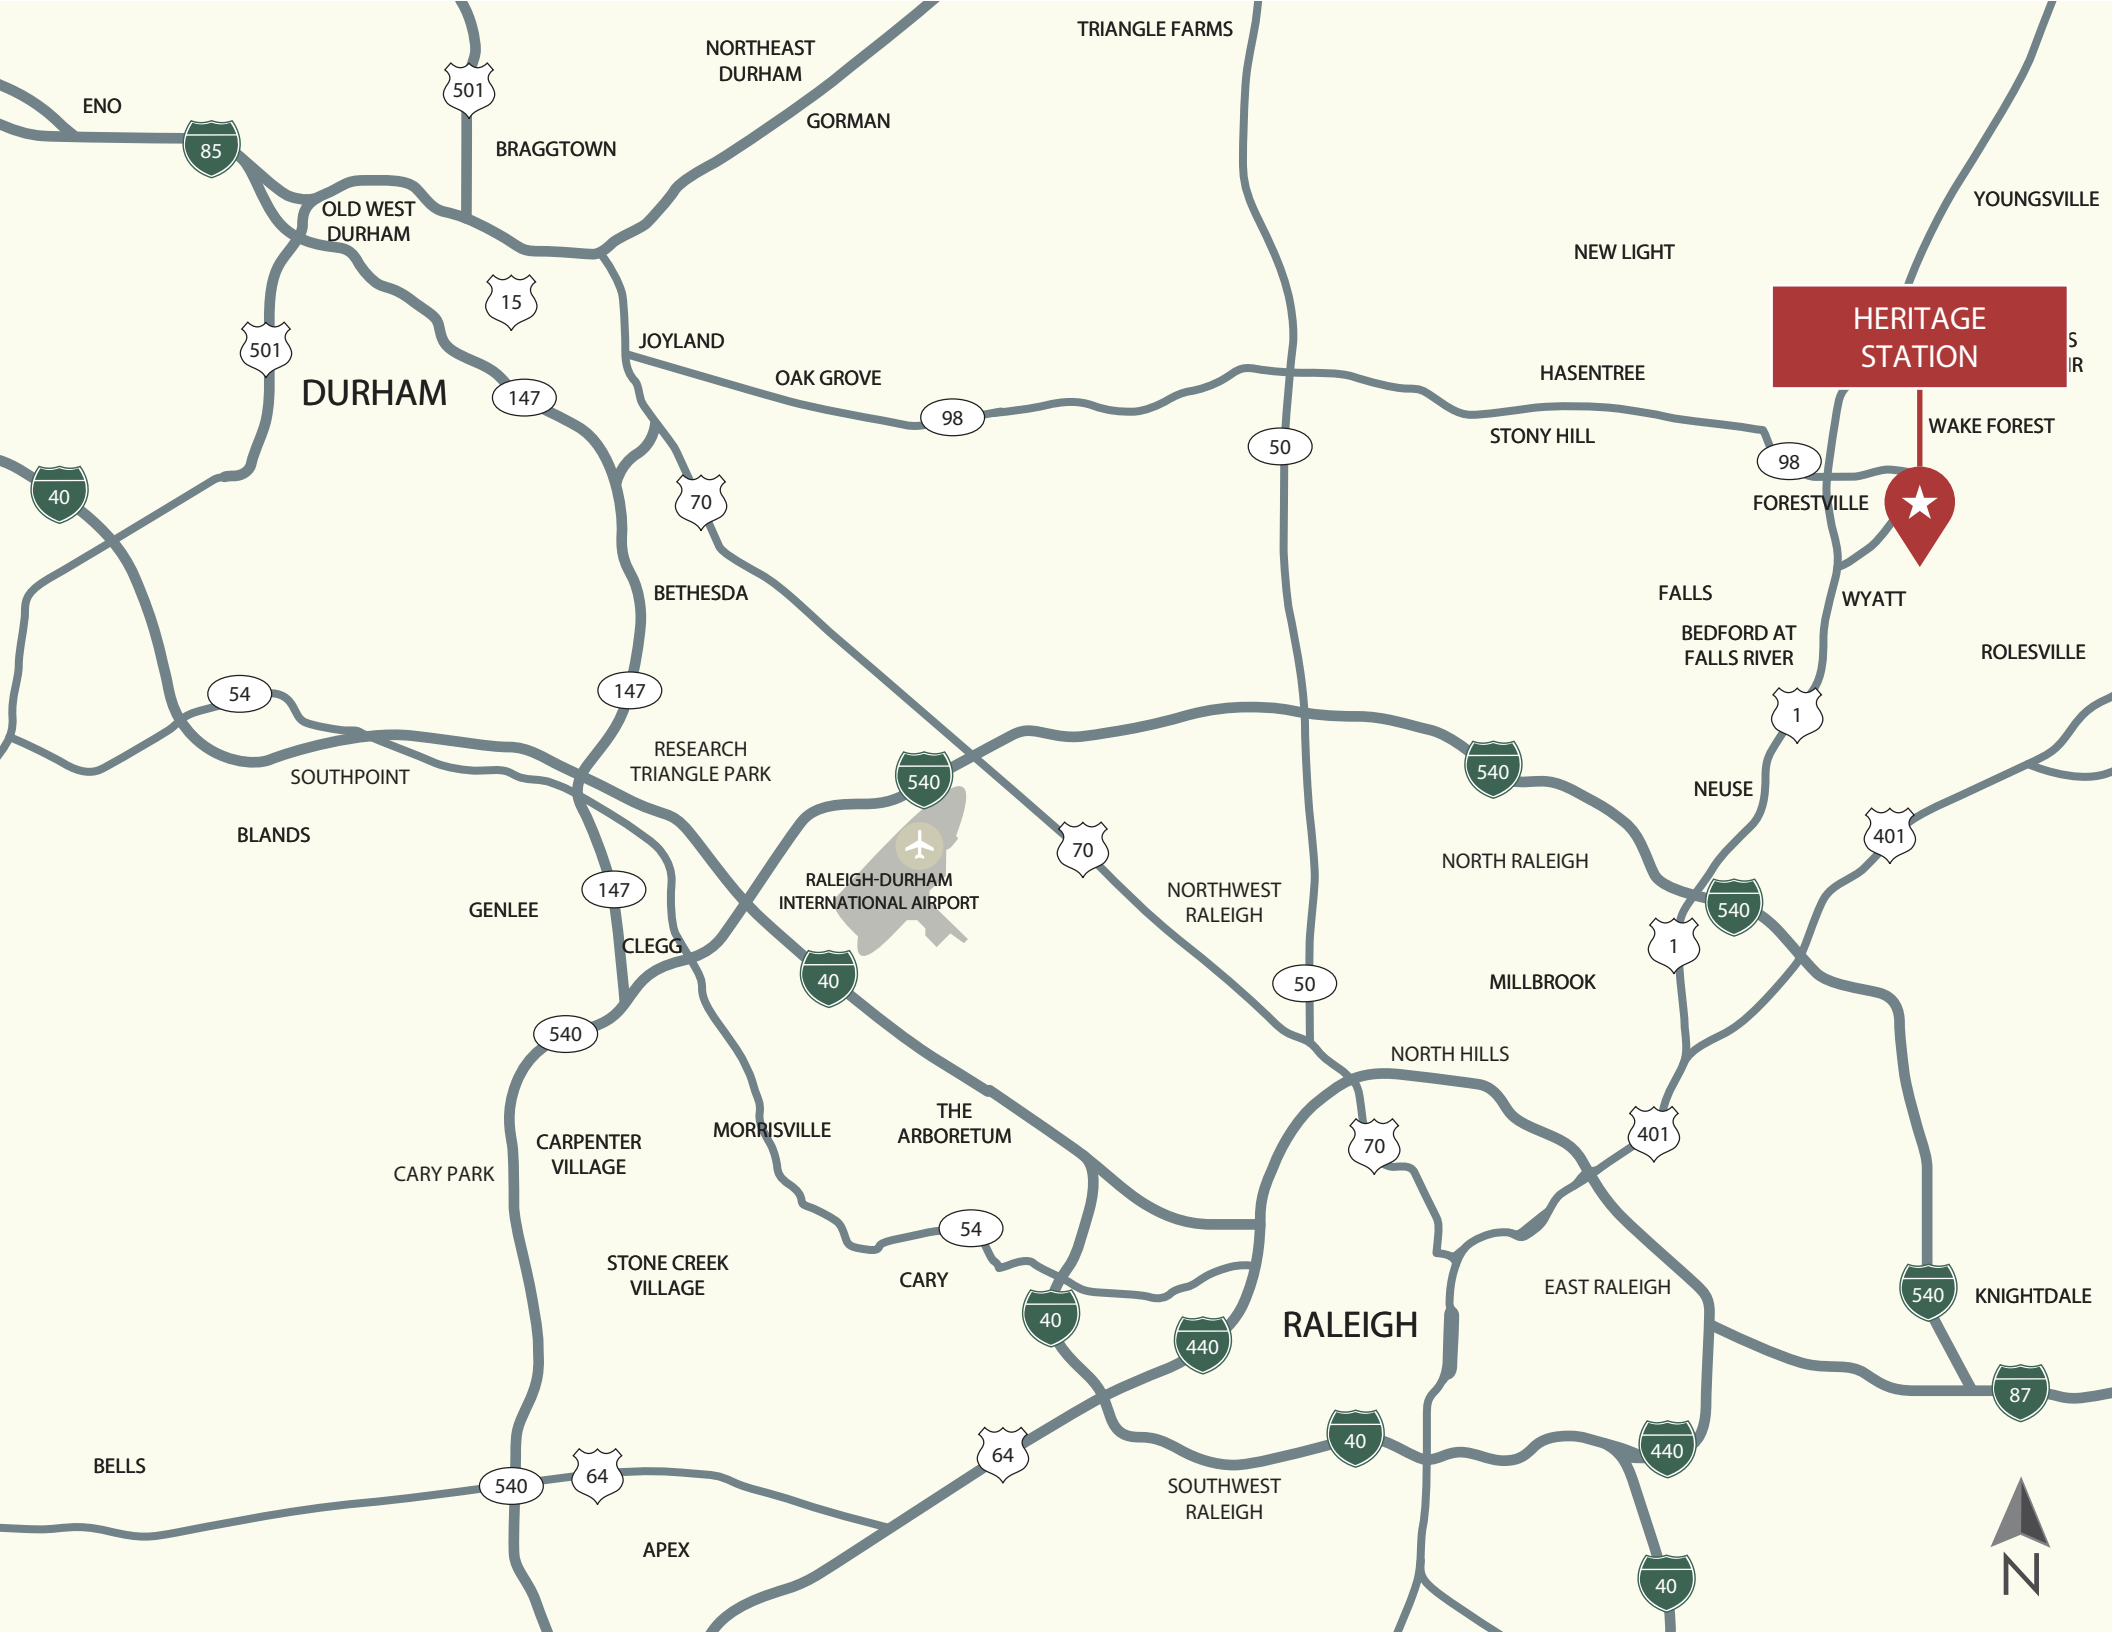 TRIANGLE FARMS
NORTHEAST
DURHAM
501
ENO
GORMAN
85
BRAGGTOWN
YOUNGSVILLE
OLD WEST
DURHAM
NEW LIGHT
15
HERITAGE
STATION
S
IR
501
JOYLAND
OAK GROVE
HASENTREE
DURHAM
147
98
STONY HILL
WAKE FOREST
50
98
40
70
FORESTVILLE
BETHESDA
FALLS
WYATT
BEDFORD AT
FALLS RIVER
ROLESVILLE
54
147
1
RESEARCH
TRIANGLE PARK
SOUTHPOINT
540
540
NEUSE
BLANDS
401
70
NORTH RALEIGH
RALEIGH-DURHAM
INTERNATIONAL AIRPORT
147
NORTHWEST
RALEIGH
GENLEE
540
CLEGG
1
40
50
MILLBROOK
540
NORTH HILLS
THE
ARBORETUM
MORRISVILLE
CARPENTER
VILLAGE
CARY PARK
70
401
54
STONE CREEK
VILLAGE
CARY
EAST RALEIGH
540
KNIGHTDALE
40
RALEIGH
440
87
64
40
440
BELLS
540
64
SOUTHWEST
RALEIGH
APEX
40
N